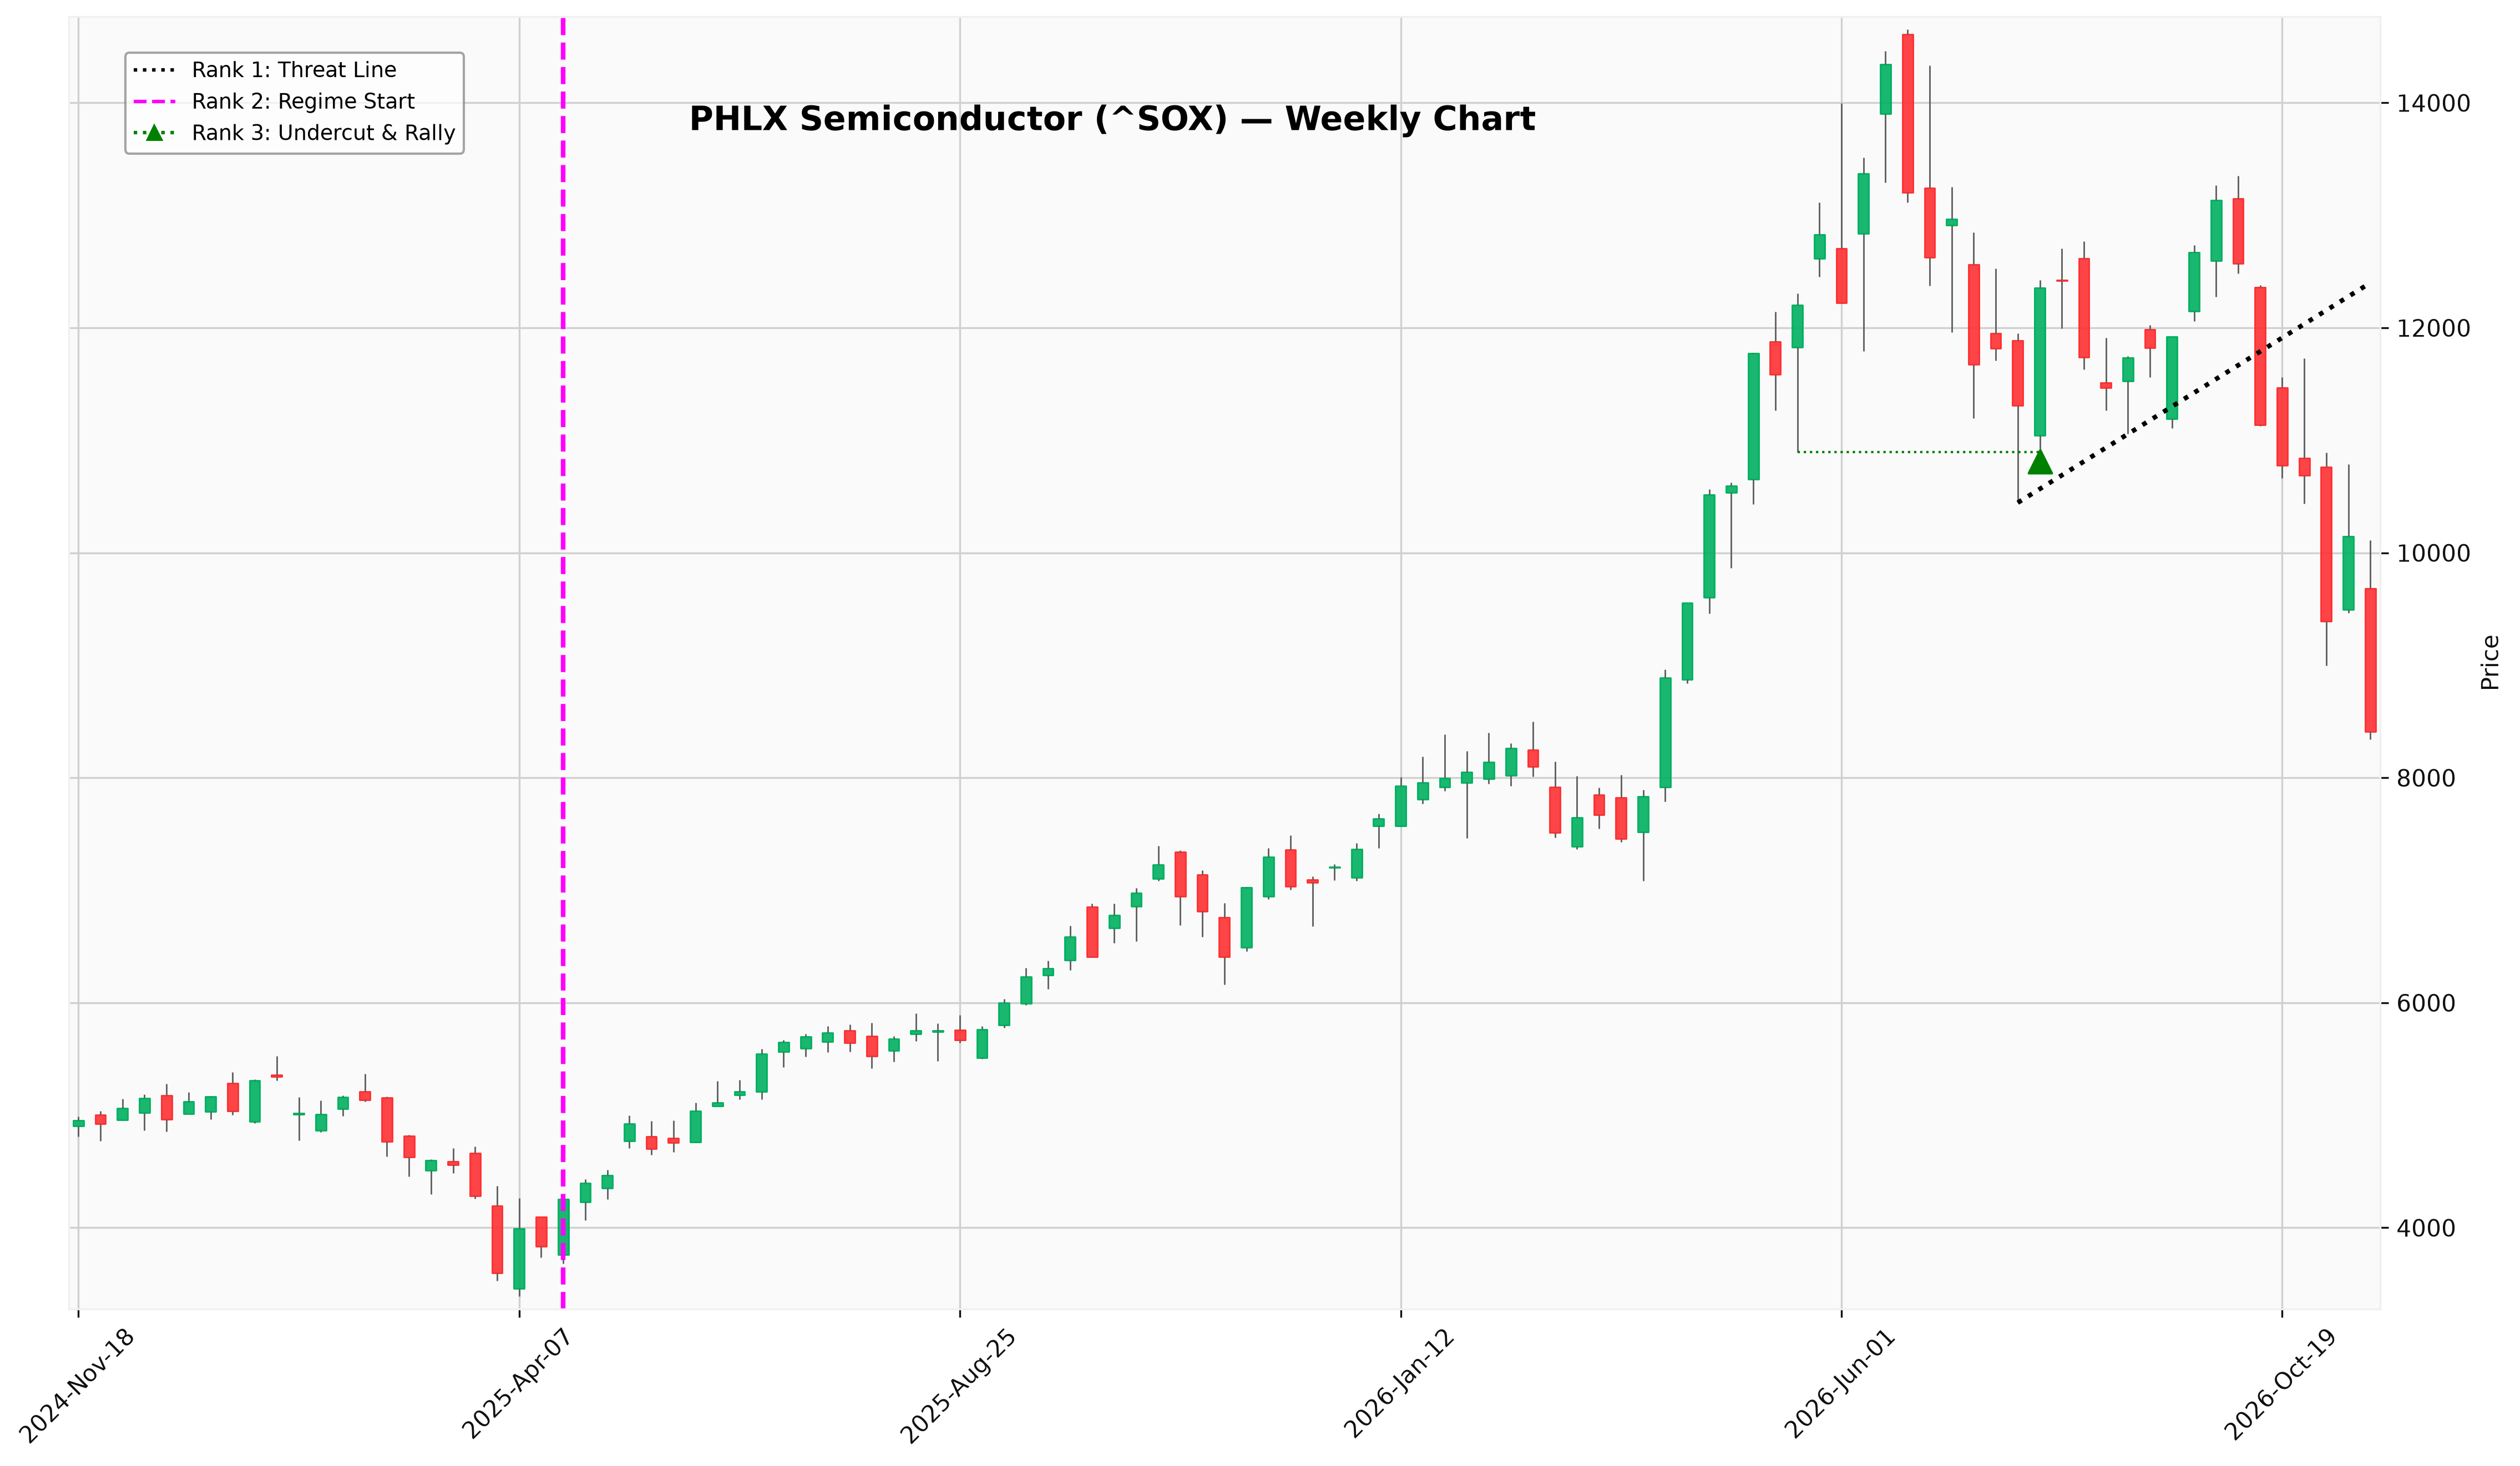 Rank 1: Threat Line
Rank 2: Regime Start
Rank 3: Undercut & Rally
PHLX Semiconductor (^SOX) — Weekly Chart
14000
12000
10000
8000
6000
4000
Price
2024-Nov-18
2025-Apr-07
2025-Aug-25
2026-Jan-12
2026-Jun-01
2026-Oct-19